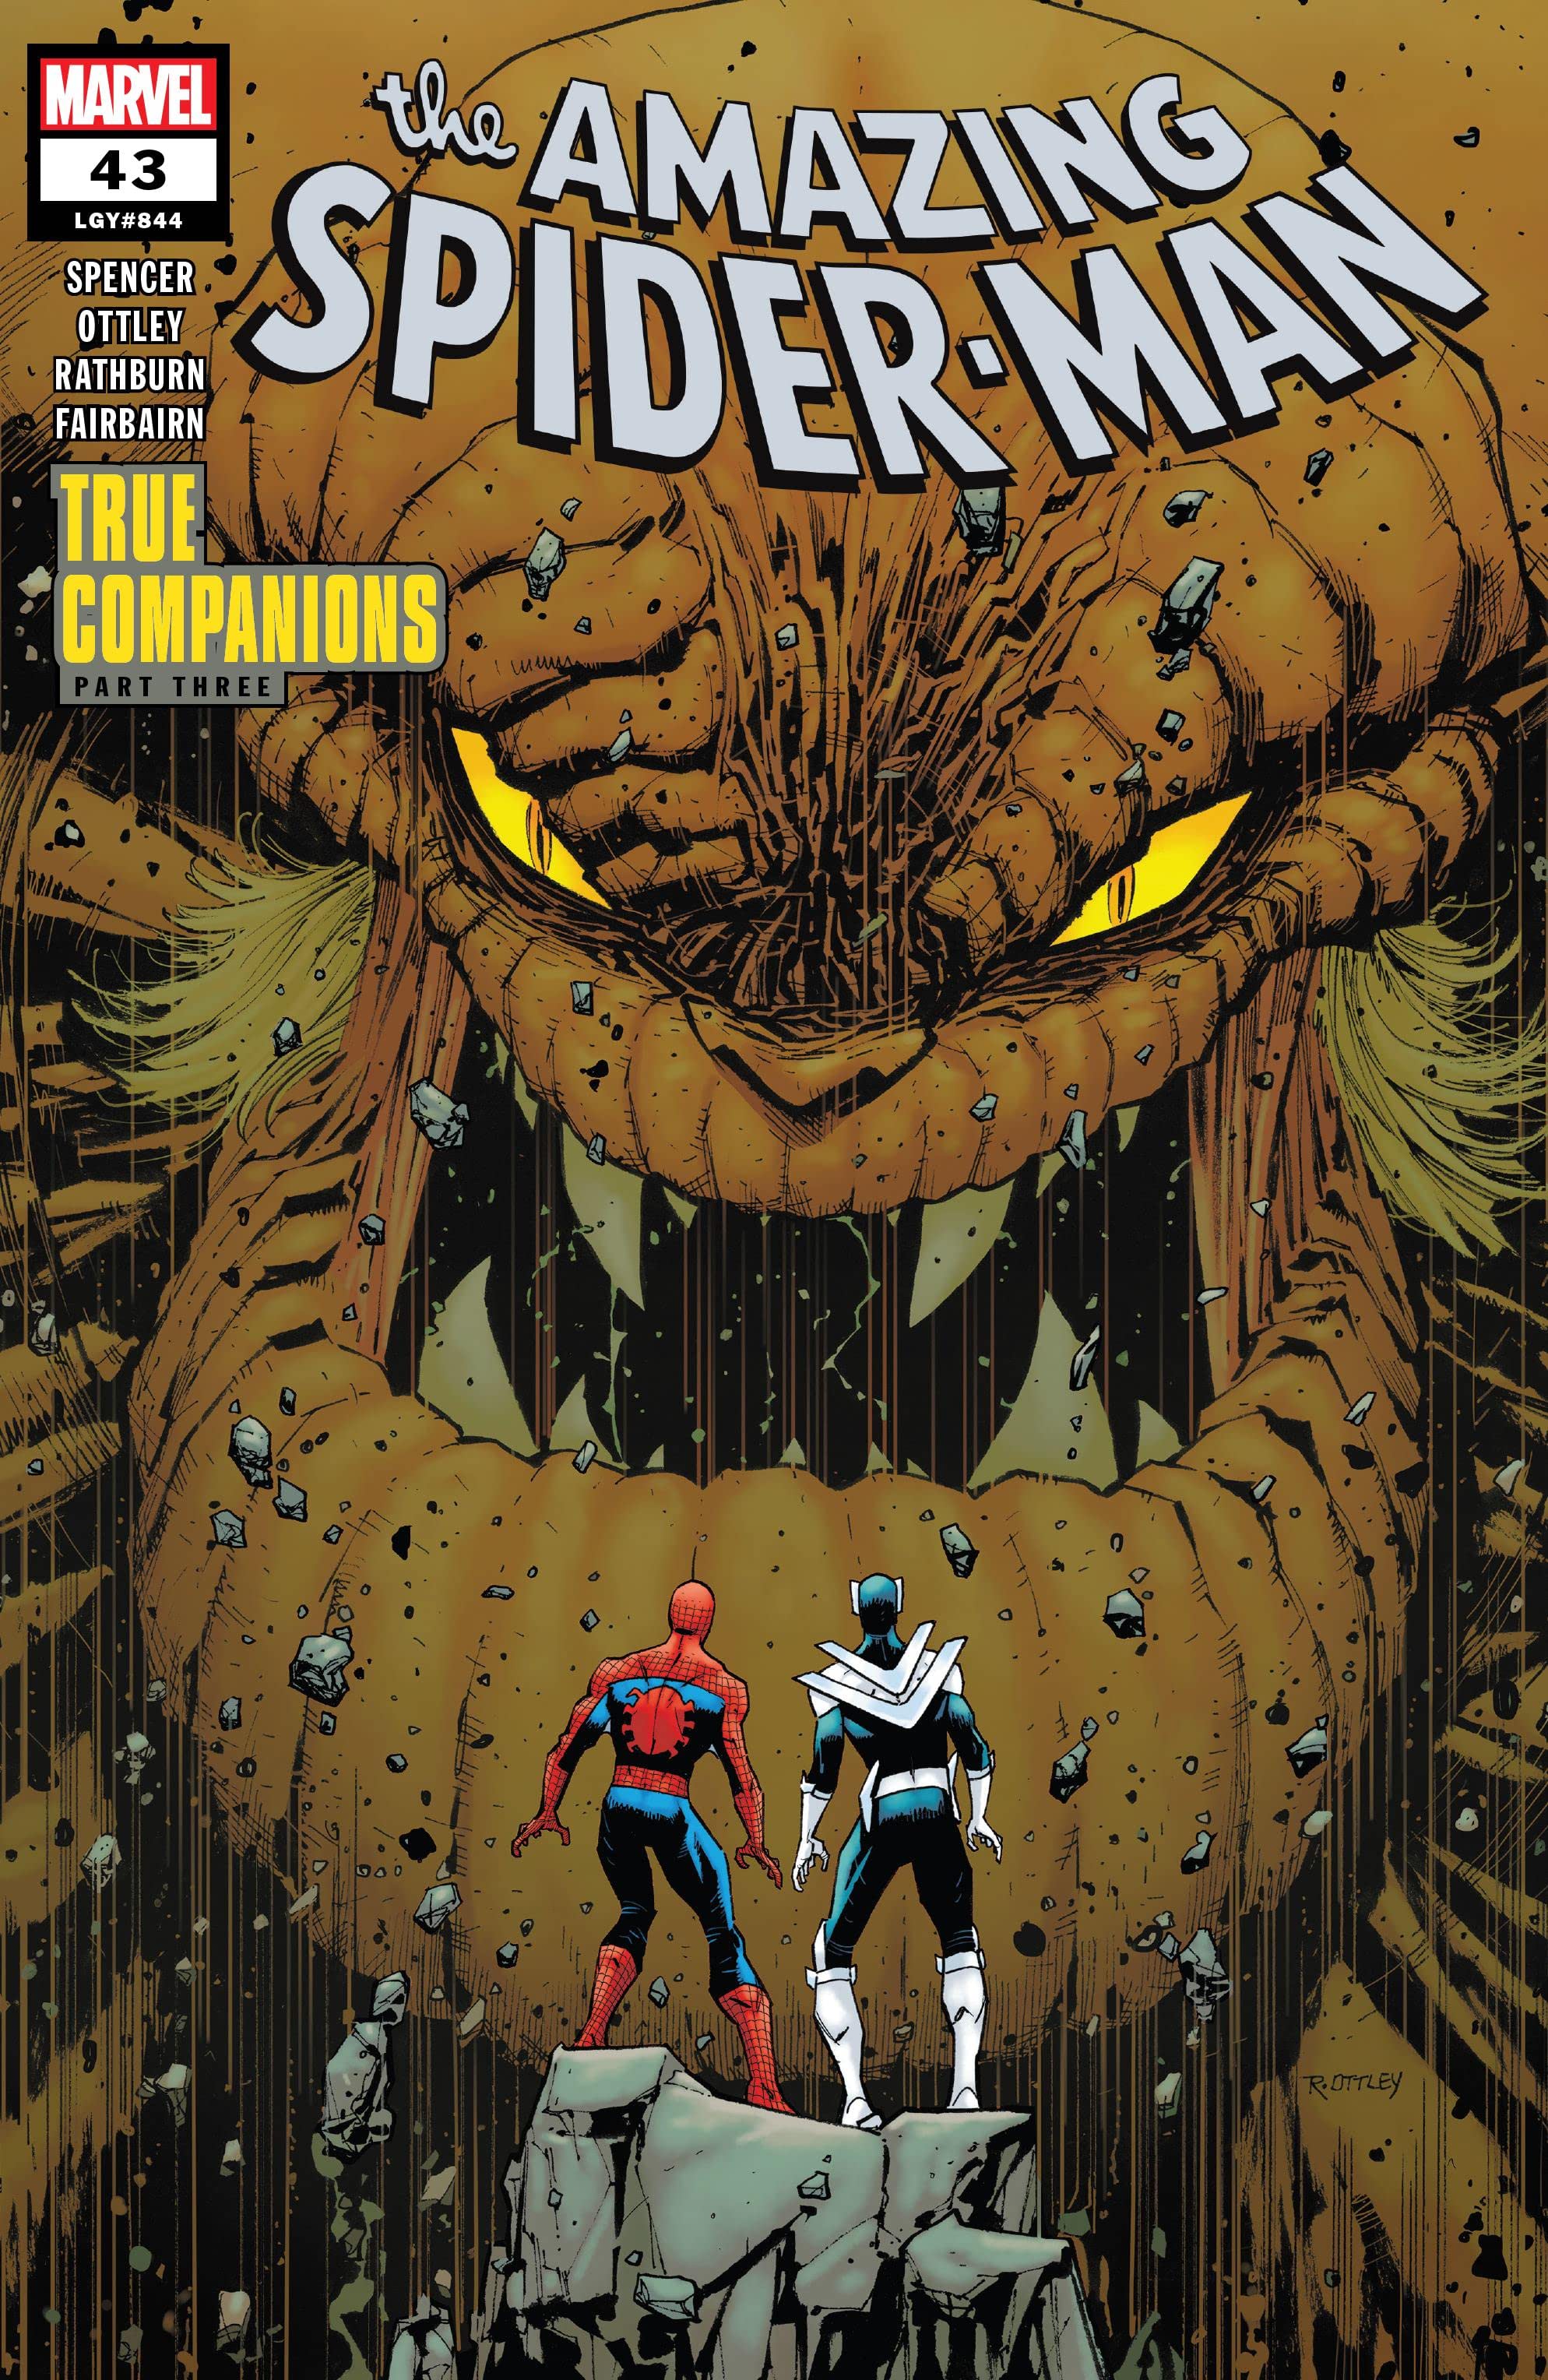 MARVEL
43
LGY#844
SPENCER
OTTLEY
RATHBURN
FAIRBAIRN
TRUE
COMPANIONS
PART THREE
the AMAZING
SPIDER-MAN
R.OTTLEY